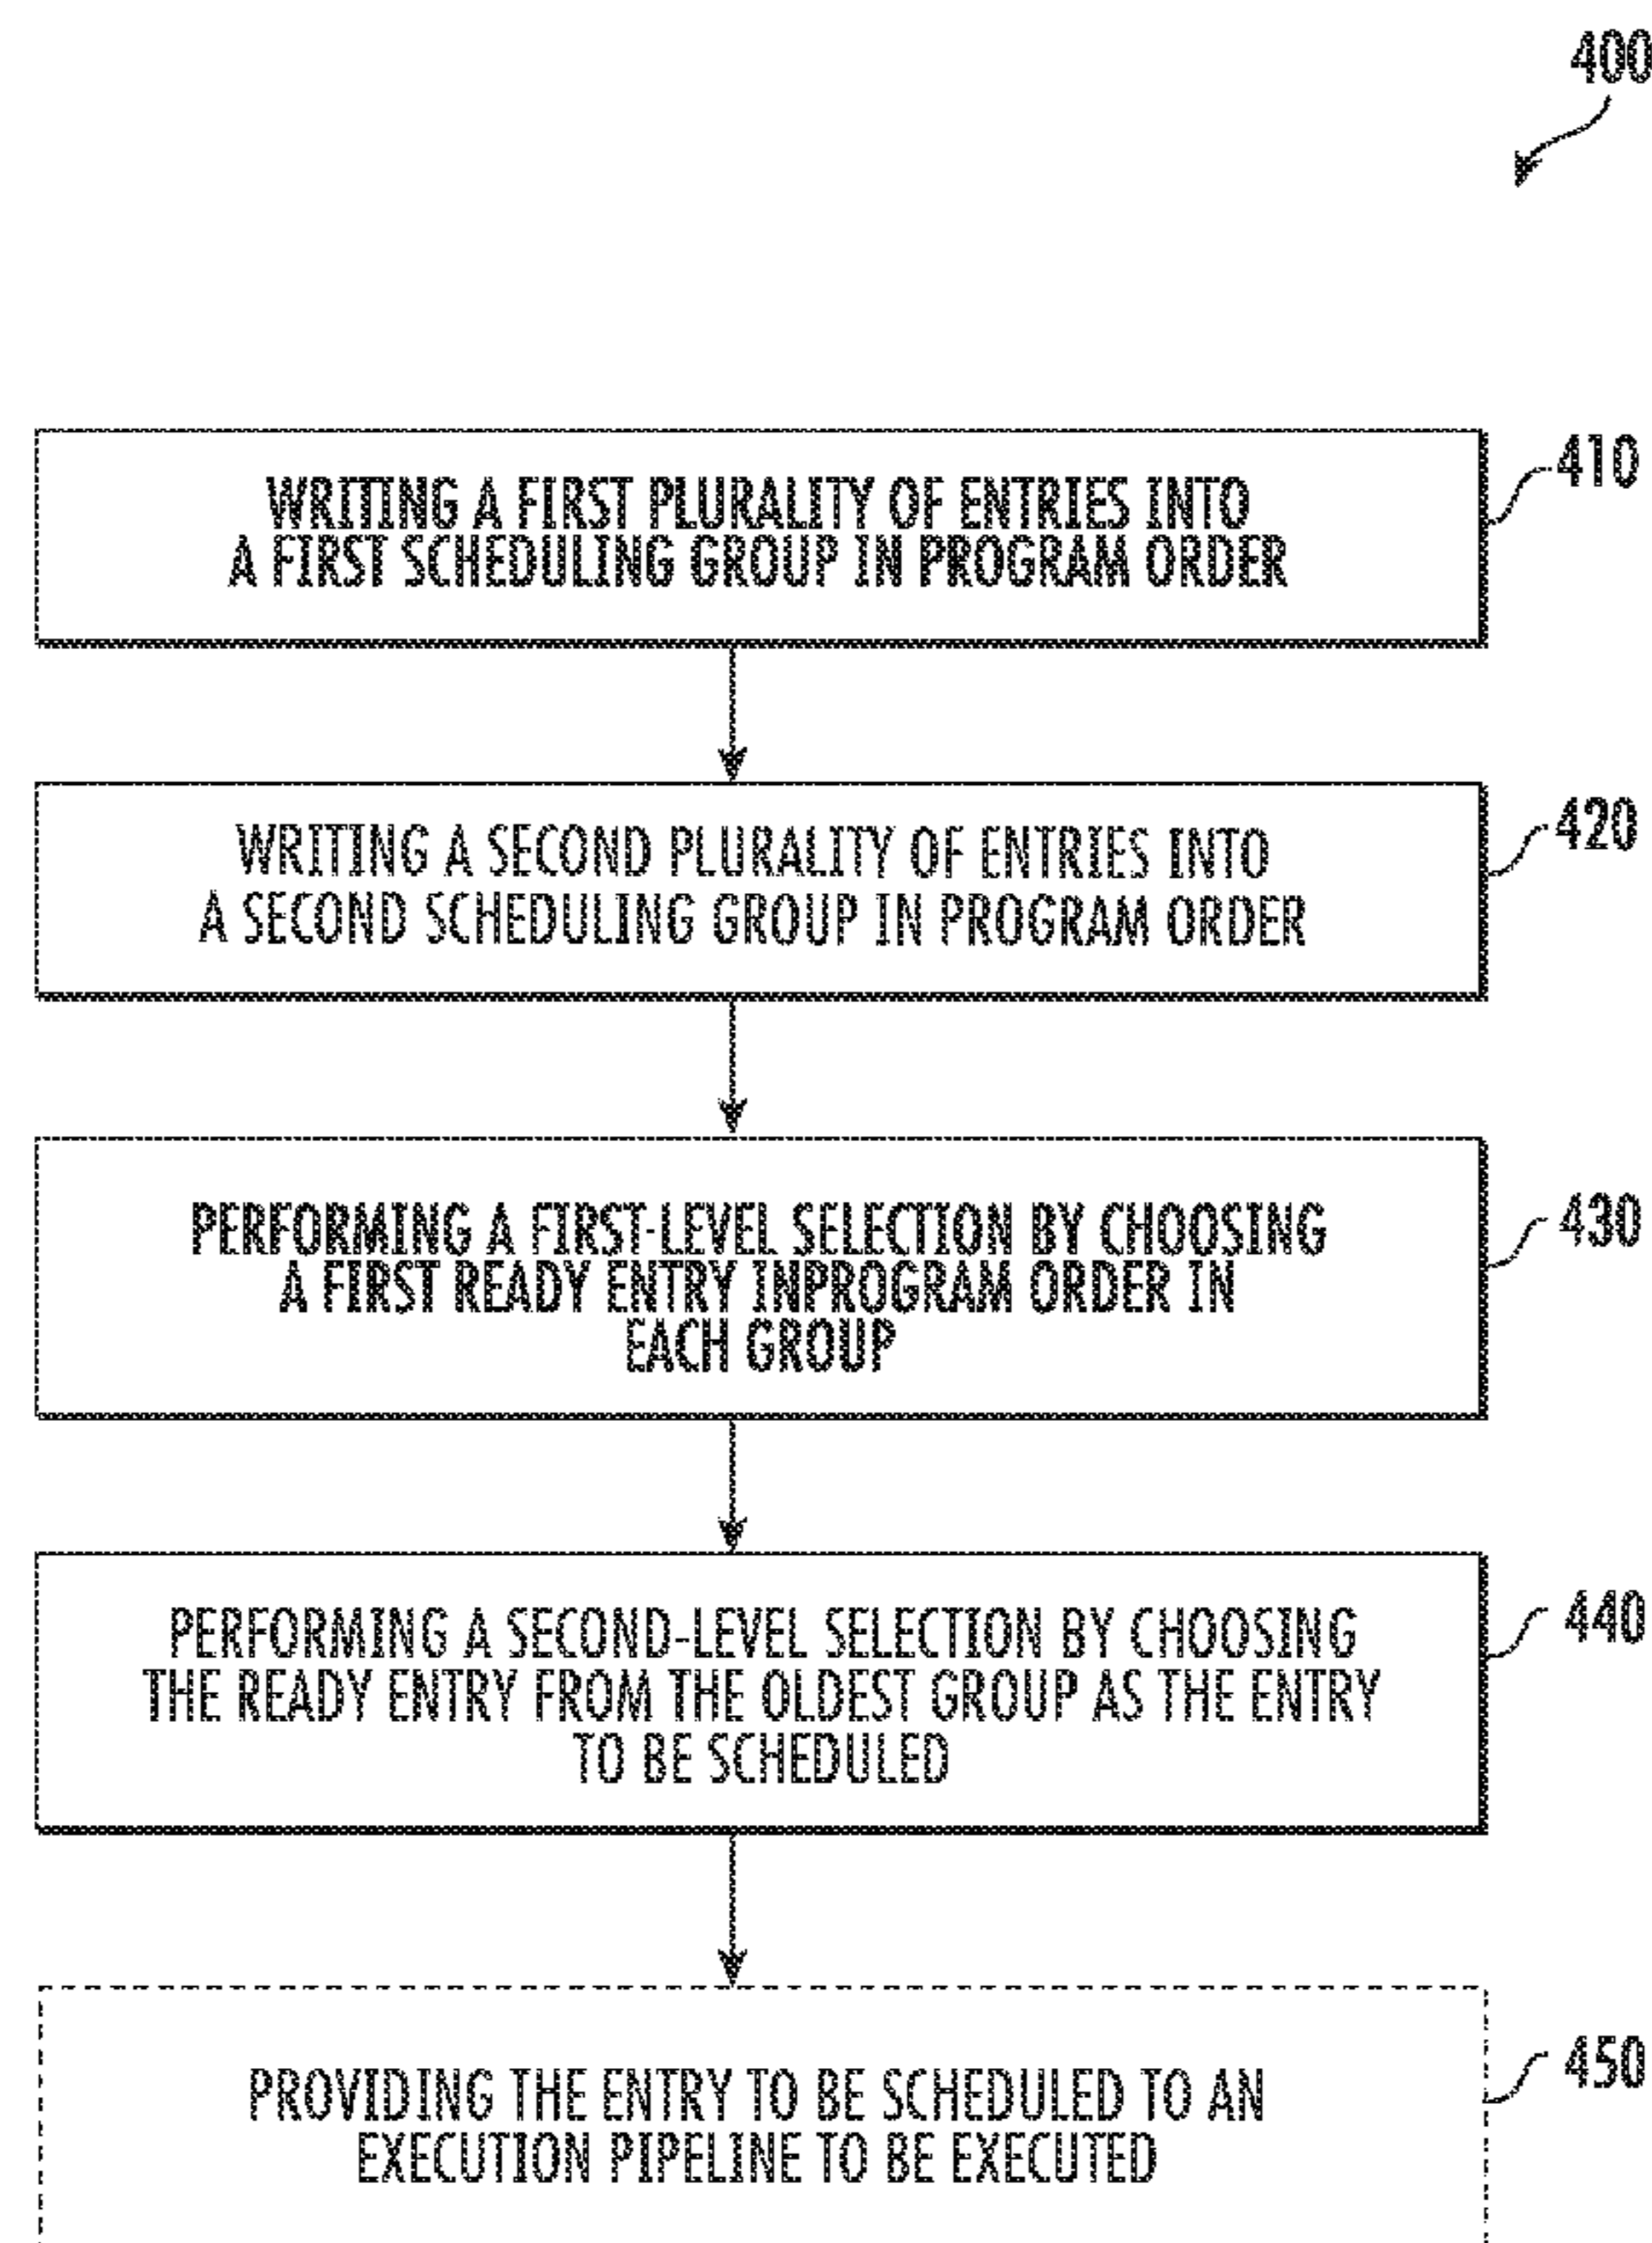 400
WRITING A FIRST PLURALITY OF ENTRIES INTO
A FIRST SCHEDULING GROUP IN PROGRAM ORDER
410
WRITING A SECOND PLURALITY OF ENTRIES INTO
A SECOND SCHEDULING GROUP IN PROGRAM ORDER
420
PERFORMING A FIRST-LEVEL SELECTION BY CHOOSING
A FIRST READY ENTRY INPROGRAM ORDER IN
EACH GROUP
430
PERFORMING A SECOND-LEVEL SELECTION BY CHOOSING
THE READY ENTRY FROM THE OLDEST GROUP AS THE ENTRY
TO BE SCHEDULED
440
PROVIDING THE ENTRY TO BE SCHEDULED TO AN
EXECUTION PIPELINE TO BE EXECUTED
450